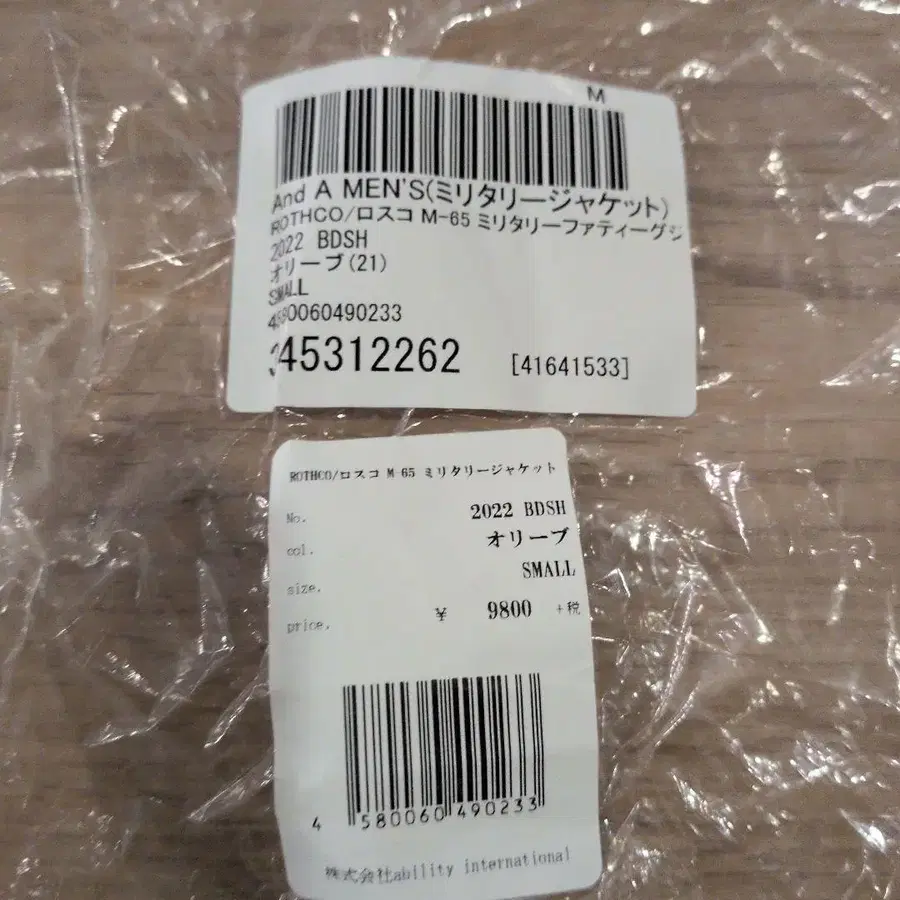 M
And A MEN'S(ミリタリージャケット)
ROTHCO/ロスコ M-65 ミリタリーファティーグジ
2022 BDSH
オリーブ(21)
SMALL
4580060490233
345312262 [41641533]
ROTHCO/ロスコ M-65 ミリタリージャケット
No. 2022 BDSH
col. オリーブ
size. SMALL
price. ¥ 9800 +税
4 580060 490233
株式会社ability international